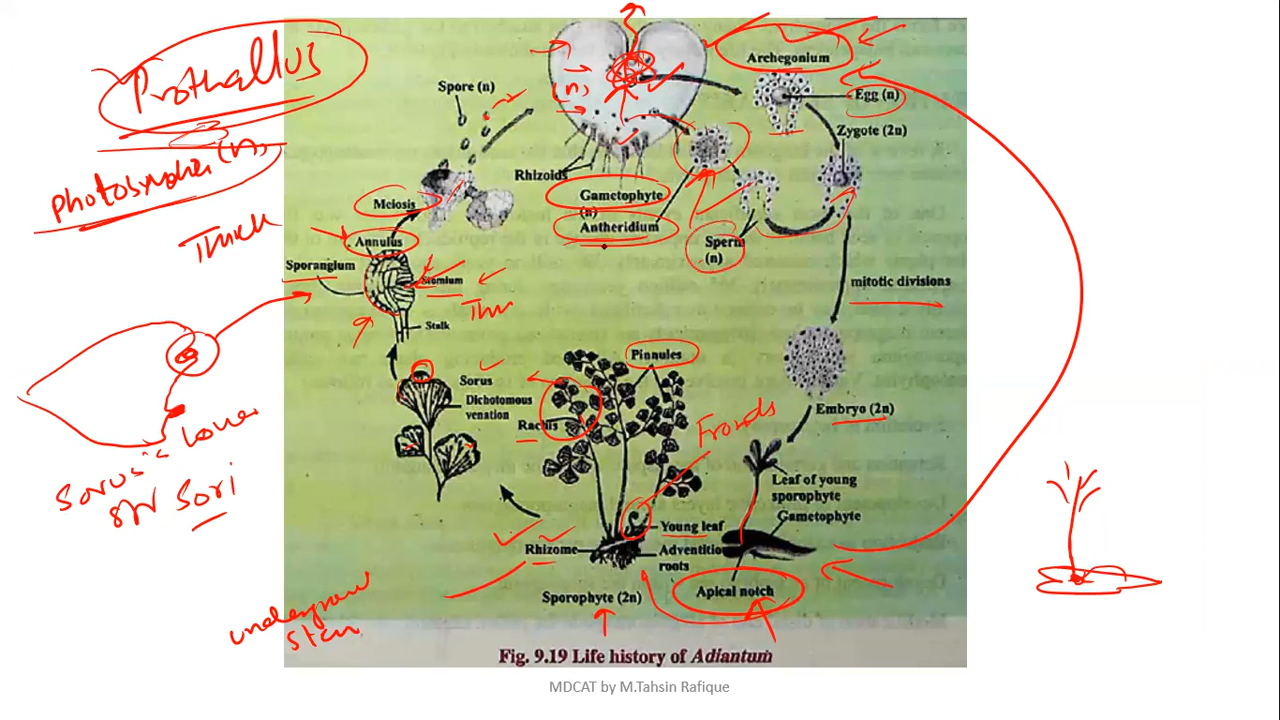 Prothallus
Photosynthetic (n)
Thick
Archegonium
Egg (n)
Zygote (2n)
Spore (n)
n
(n)
Rhizoids
Meiosis
Gametophyte
(n)
Antheridium
Sperm
(n)
Annulus
Sporangium
Stomium
Thin
Stalk
mitotic divisions
Pinnules
Sorus
Dichotomous
venation
Rachis
Embryo (2n)
Fronds
Sorus
Lower
Sori
Leaf of young
sporophyte
Gametophyte
Young leaf
Rhizome
Adventitio
roots
Apical notch
Sporophyte (2n)
underground
stem
Fig. 9.19 Life history of Adiantum
MDCAT by M.Tahsin Rafique